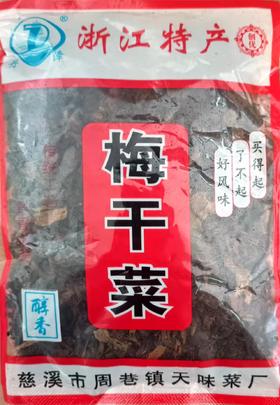 浙江特产
买得起
了不起
好风味
梅干菜
醇香
慈溪市周巷镇天味菜厂